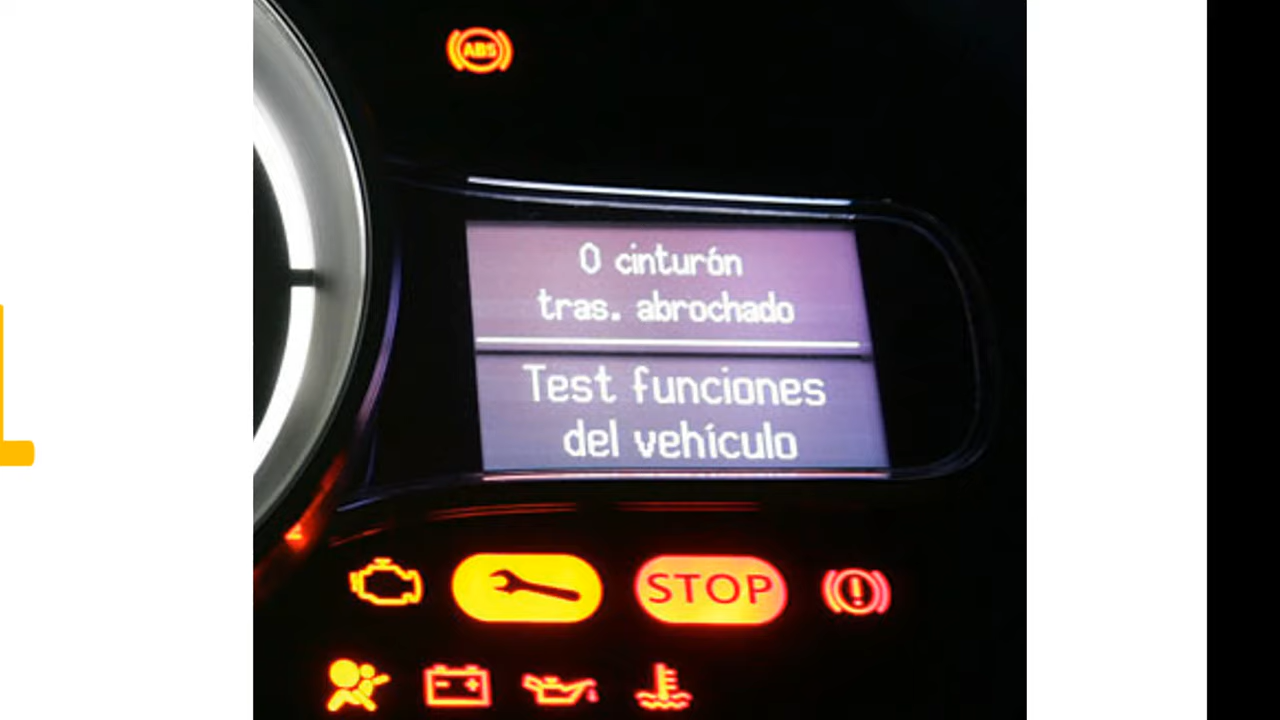 ABS
0 cinturón
tras. abrochado
Test funciones
del vehículo
STOP